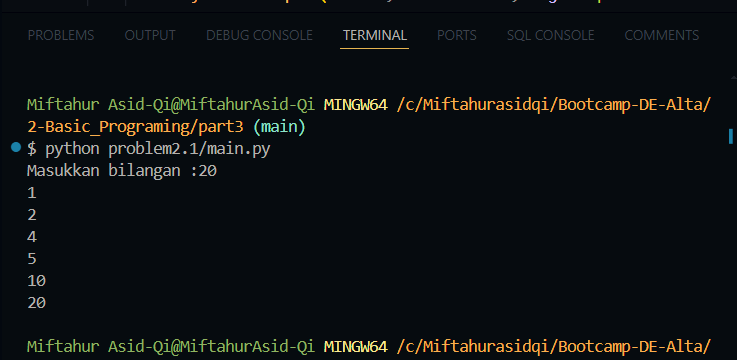 PROBLEMS OUTPUT DEBUG CONSOLE TERMINAL PORTS SQL CONSOLE COMMENTS
Miftahur Asid-Qi@MiftahurAsid-Qi MINGW64 /c/Miftahurasidqi/Bootcamp-DE-Alta/
2-Basic_Programing/part3 (main)
$ python problem2.1/main.py
Masukkan bilangan :20
1
2
4
5
10
20
Miftahur Asid-Qi@MiftahurAsid-Qi MINGW64 /c/Miftahurasidqi/Bootcamp-DE-Alta/